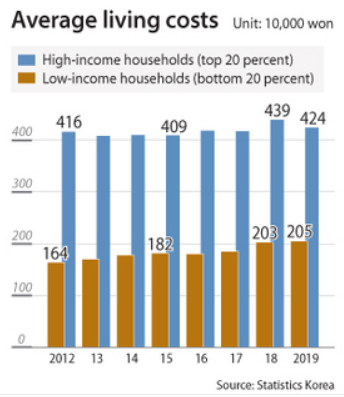 Average living costs Unit: 10,000 won
High-income households (top 20 percent)
Low-income households (bottom 20 percent)
416 409 439 424
400
300
200
164 182 203 205
100
0
2012 13 14 15 16 17 18 2019
Source: Statistics Korea